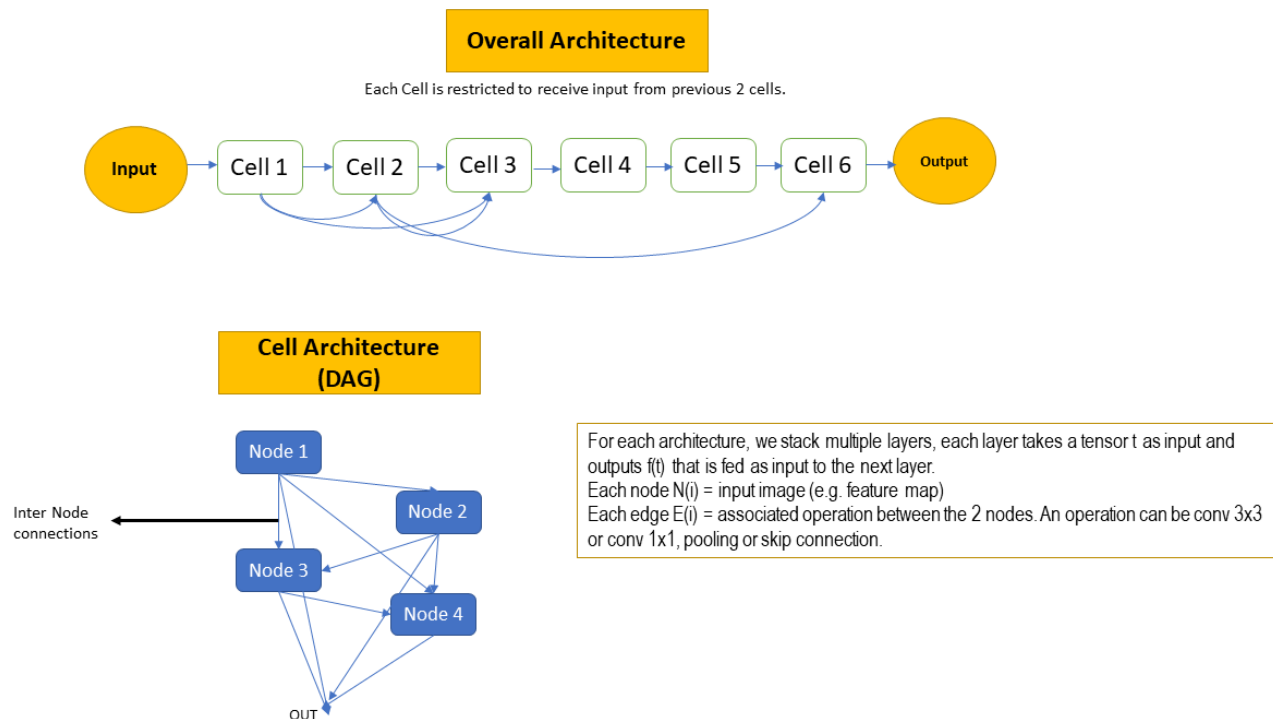 Overall Architecture
Each Cell is restricted to receive input from previous 2 cells.
Input
Cell 1
Cell 2
Cell 3
Cell 4
Cell 5
Cell 6
Output
Cell Architecture
(DAG)
Node 1
Node 2
Inter Node
connections
Node 3
Node 4
OUT
For each architecture, we stack multiple layers, each layer takes a tensor t as input and
outputs f(t) that is fed as input to the next layer.
Each node N(i) = input image (e.g. feature map)
Each edge E(i) = associated operation between the 2 nodes. An operation can be conv 3x3
or conv 1x1, pooling or skip connection.